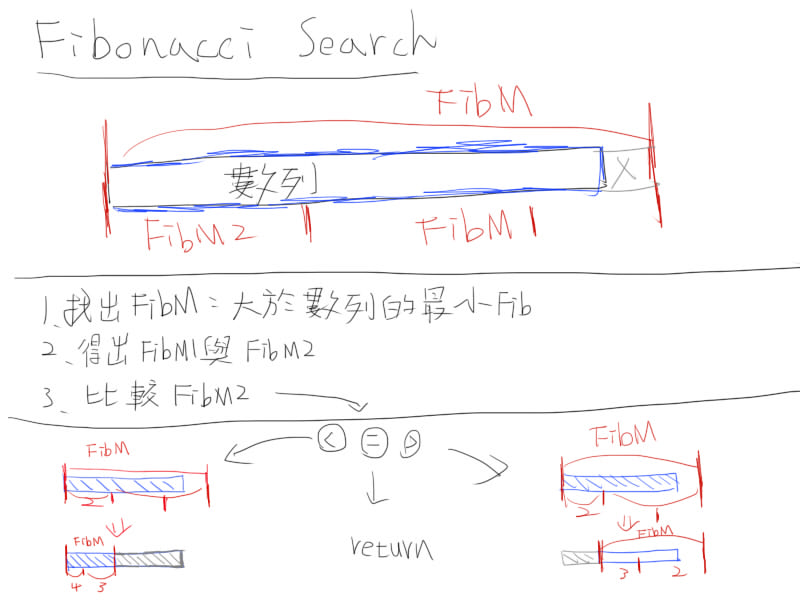 Fibonacci Search
FibM
數列
X
FibM2
FibM1
1、找出FibM：大於數列的最小Fib
2、得出FibM1與FibM2
3、比較FibM2
< = >
FibM
2
1
FibM
4 3
return
FibM
2
1
FibM
3 2